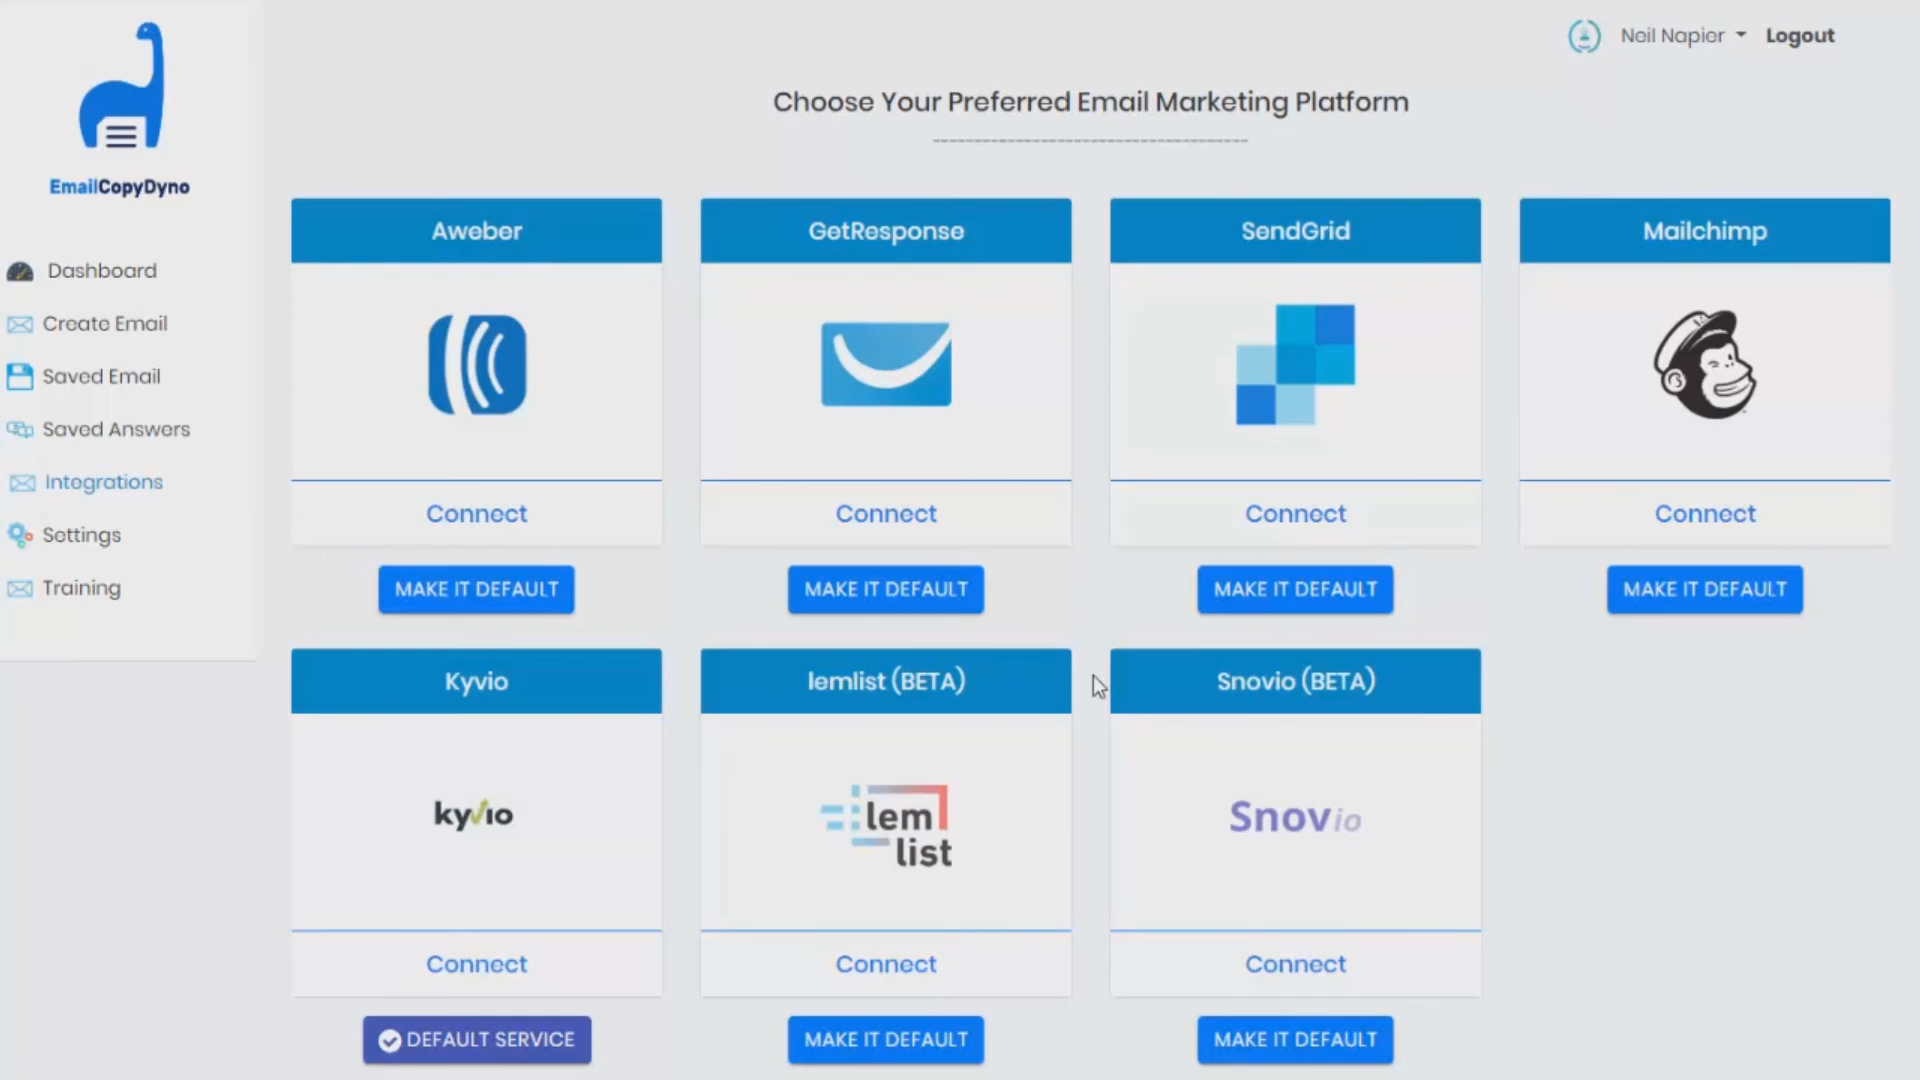 Neil Napier
Logout
Choose Your Preferred Email Marketing Platform
------------------------------------
EmailCopyDyno
Dashboard
Create Email
Saved Email
Saved Answers
Integrations
Settings
Training
Aweber
GetResponse
SendGrid
Mailchimp
Connect
Connect
Connect
Connect
MAKE IT DEFAULT
MAKE IT DEFAULT
MAKE IT DEFAULT
MAKE IT DEFAULT
Kyvio
lemlist (BETA)
Snovio (BETA)
kyvio
lem
list
Snovio
Connect
Connect
Connect
DEFAULT SERVICE
MAKE IT DEFAULT
MAKE IT DEFAULT